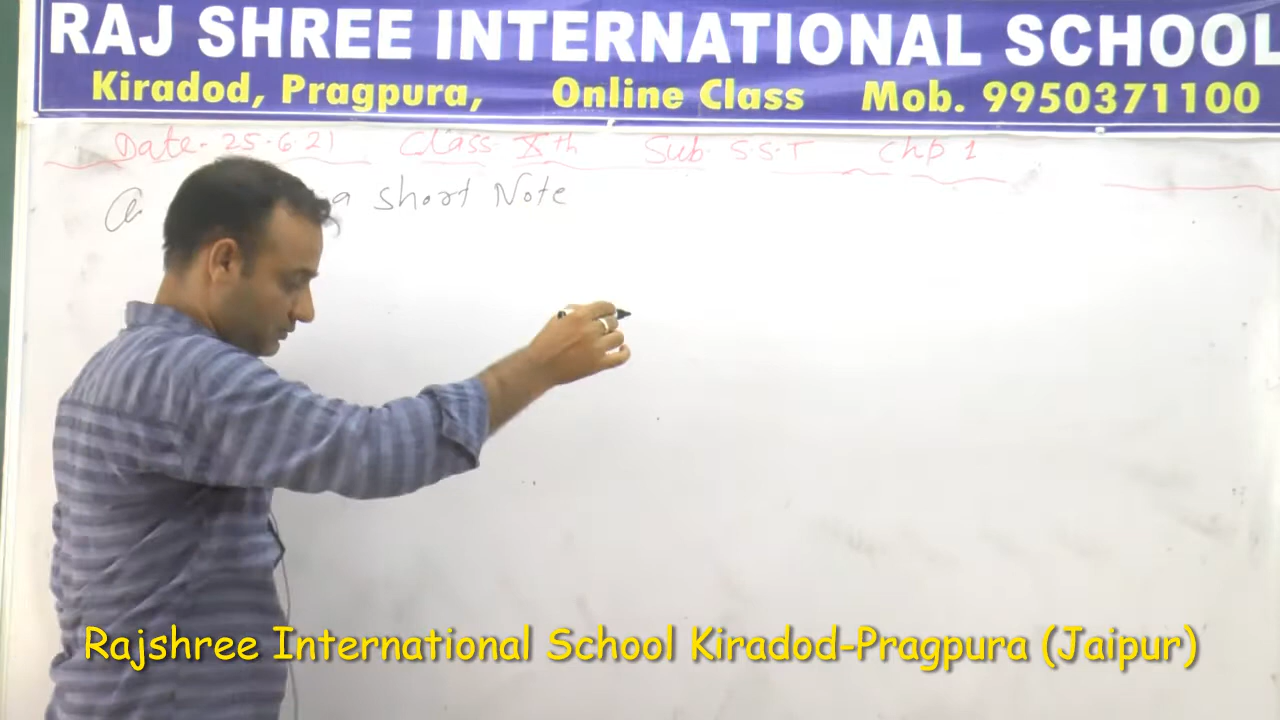 RAJ SHREE INTERNATIONAL SCHOOL
Kiradod, Pragpura, Online Class Mob. 9950371100
Date. 25.6.21 Class Xth Sub. S.S.T Chp 1
Q a short Note
Rajshree International School Kiradod-Pragpura (Jaipur)